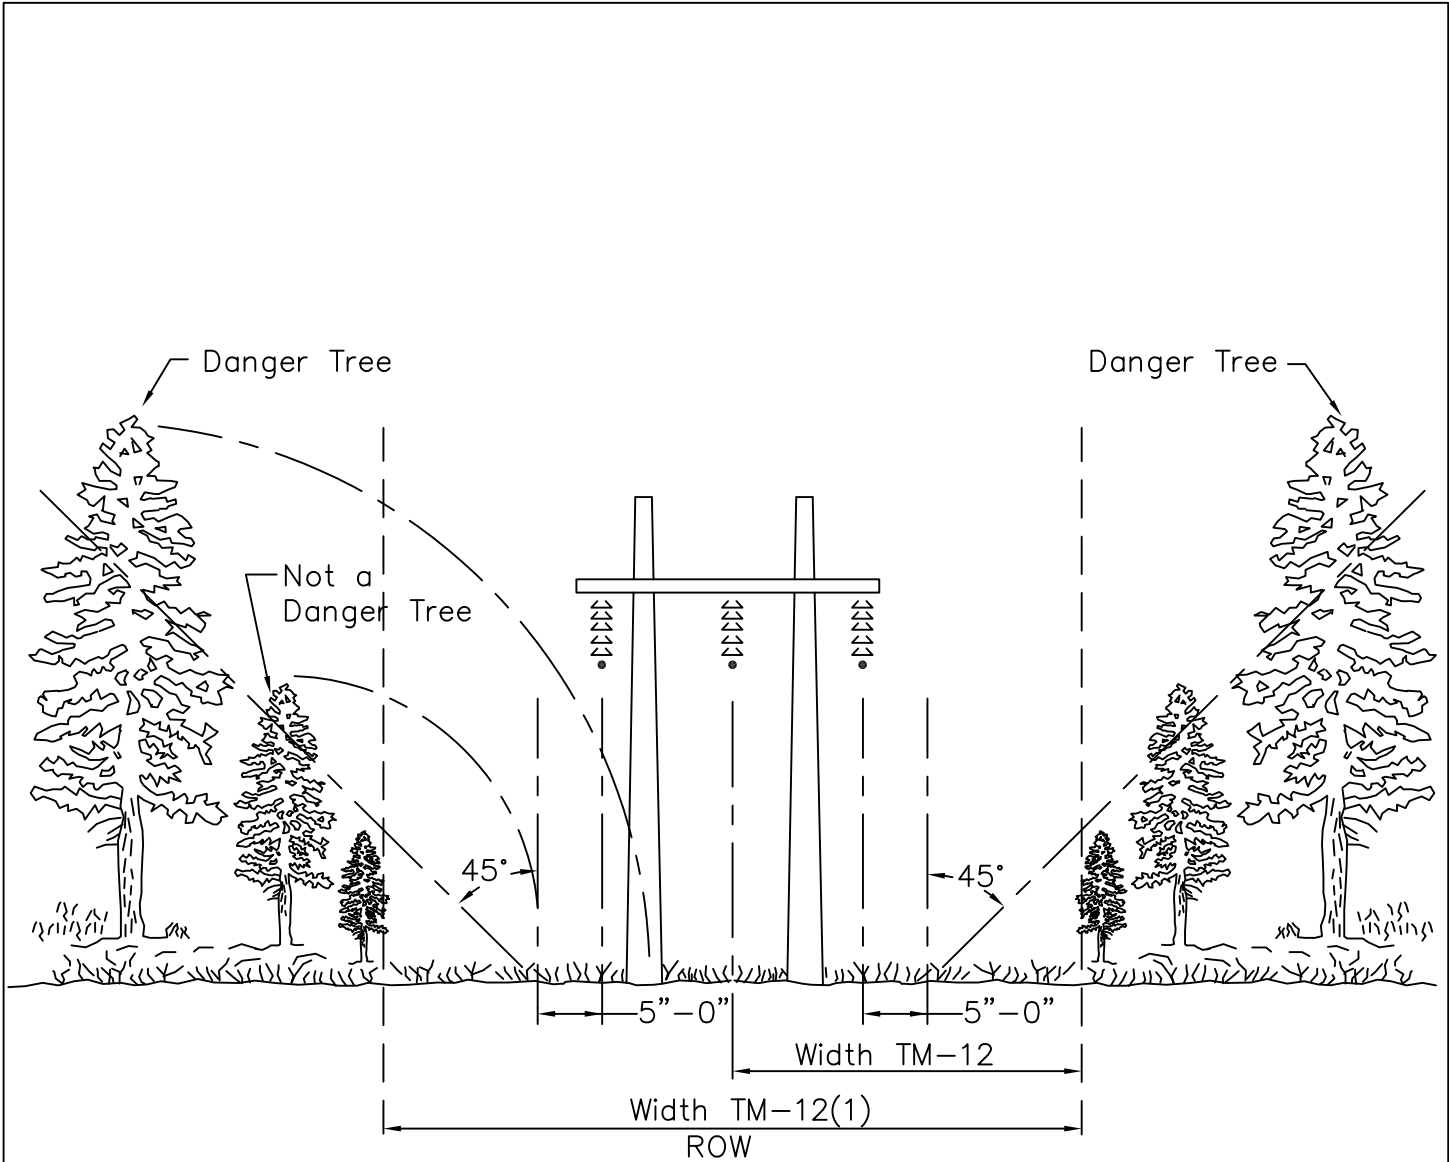 Danger Tree
Danger Tree
Not a
Danger Tree
45°
45°
5”-0”
5”-0”
Width TM-12
Width TM-12(1)
ROW